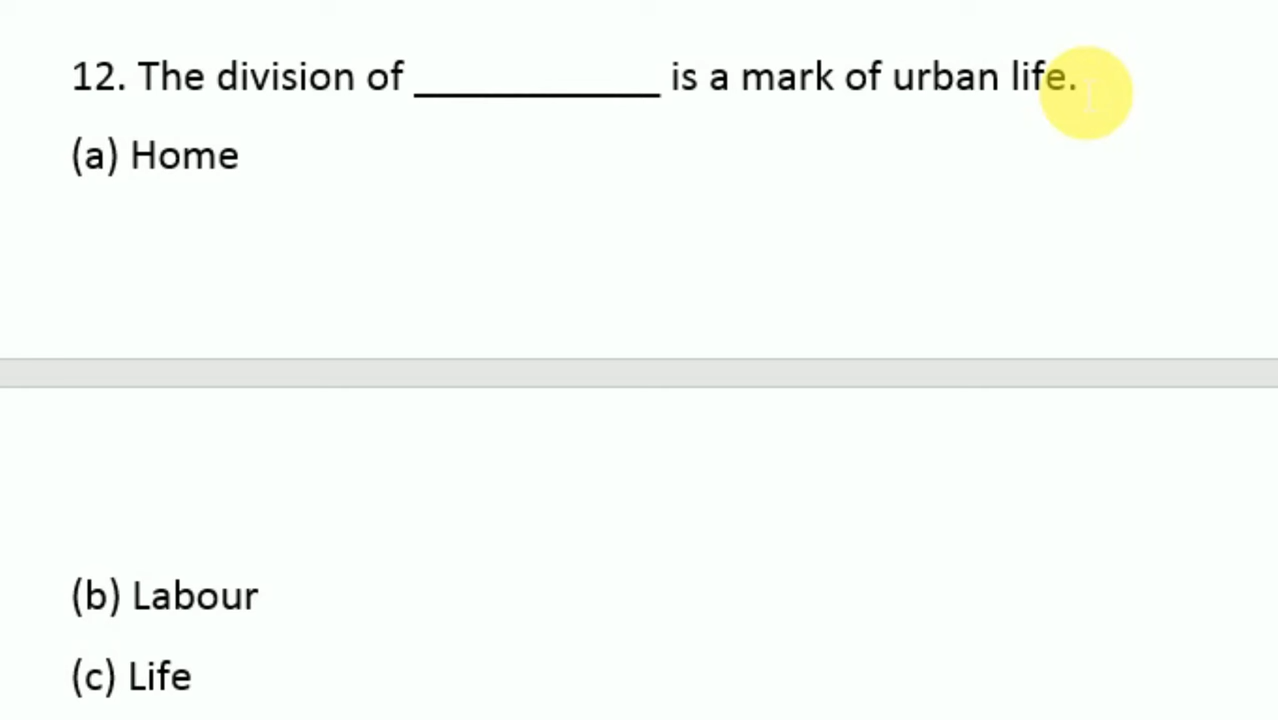 12. The division of ____________ is a mark of urban life.
(a) Home
(b) Labour
(c) Life